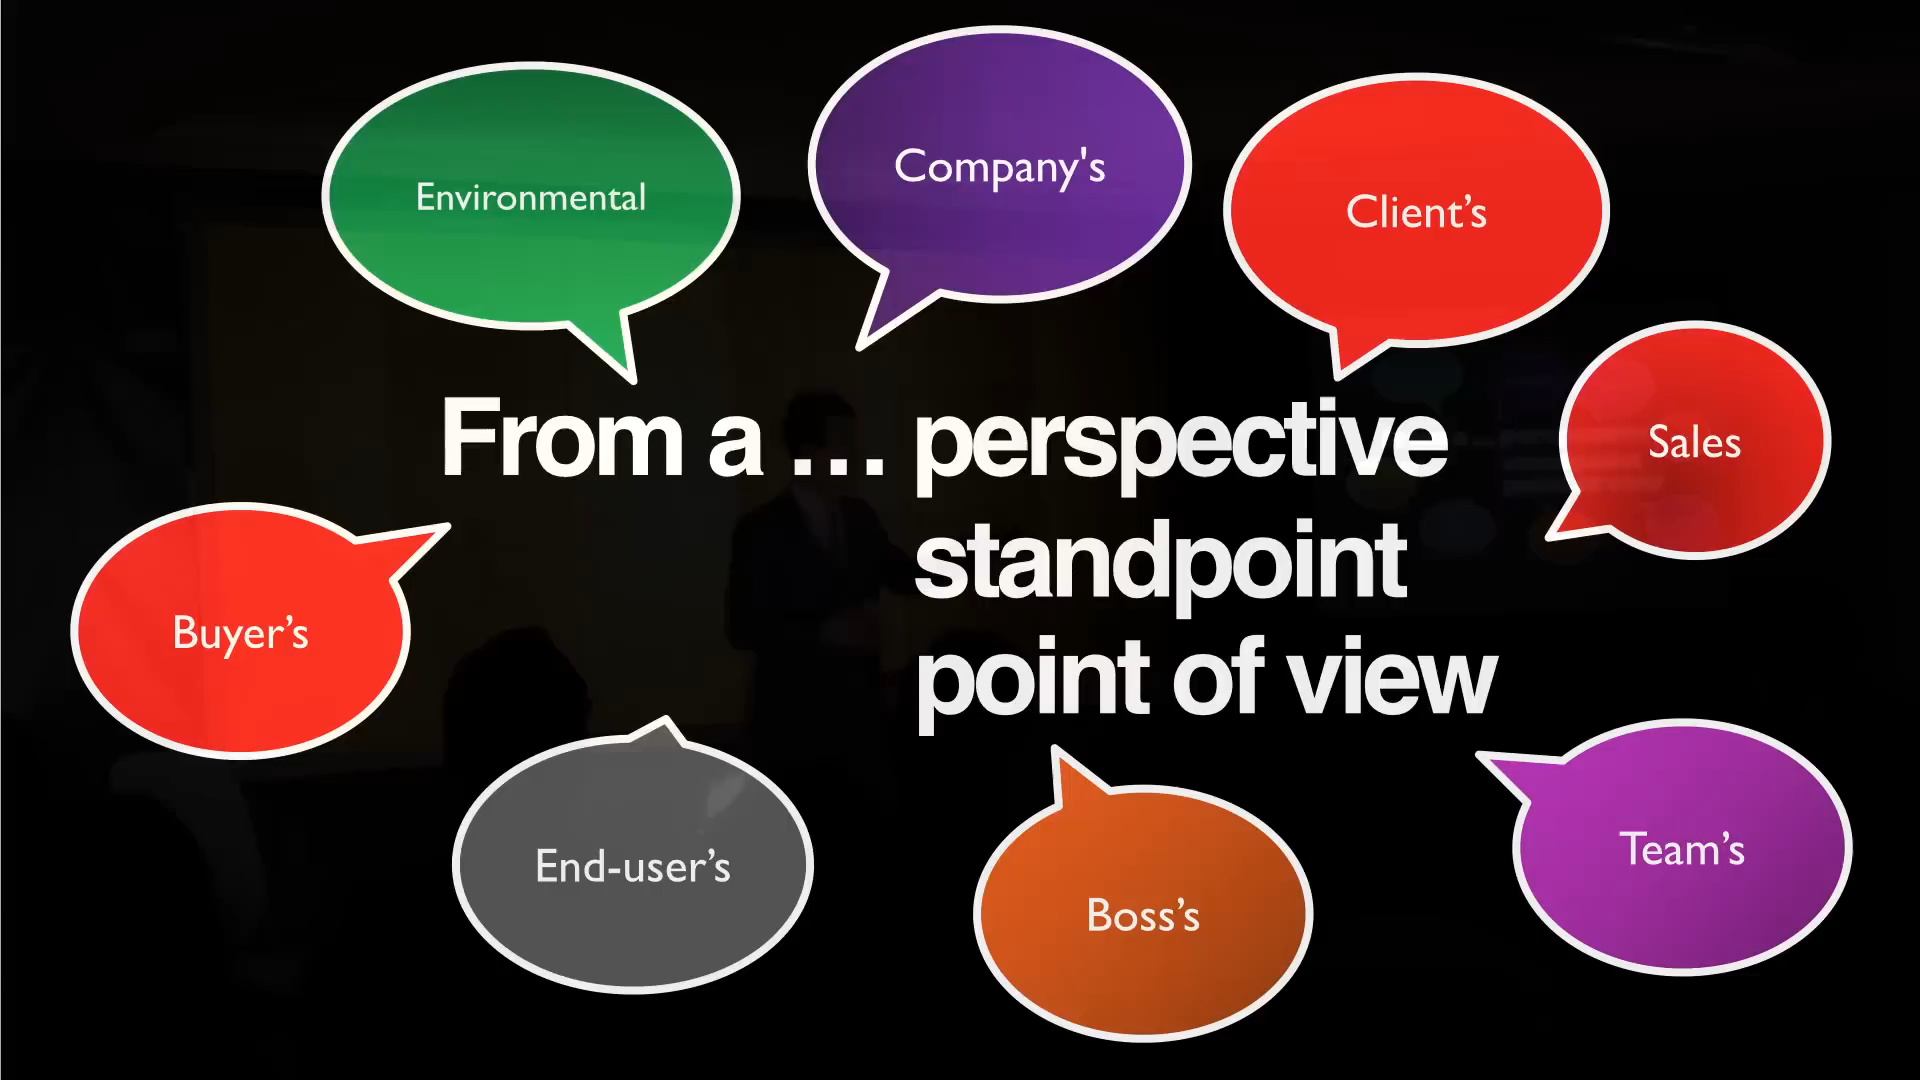 Environmental
Company's
Client’s
From a … perspective
Sales
standpoint
Buyer’s
point of view
End-user’s
Boss’s
Team’s